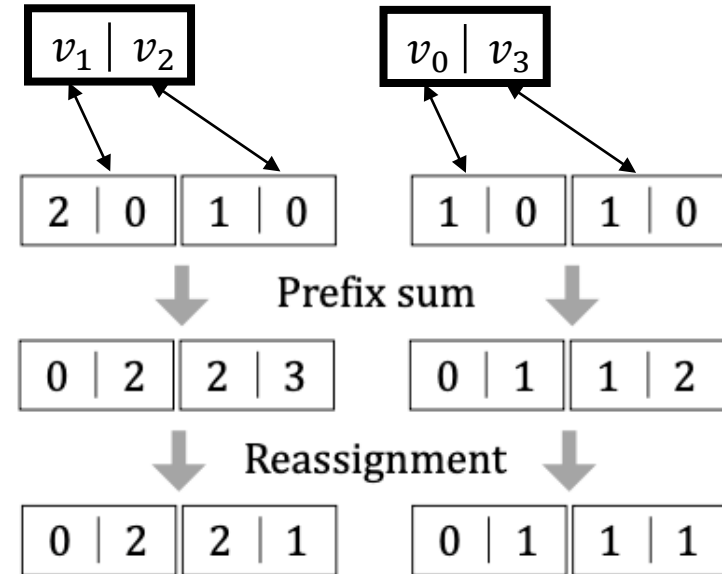 v₁ | v₂ v₀ | v₃
2 | 0 1 | 0 1 | 0 1 | 0
Prefix sum
0 | 2 2 | 3 0 | 1 1 | 2
Reassignment
0 | 2 2 | 1 0 | 1 1 | 1